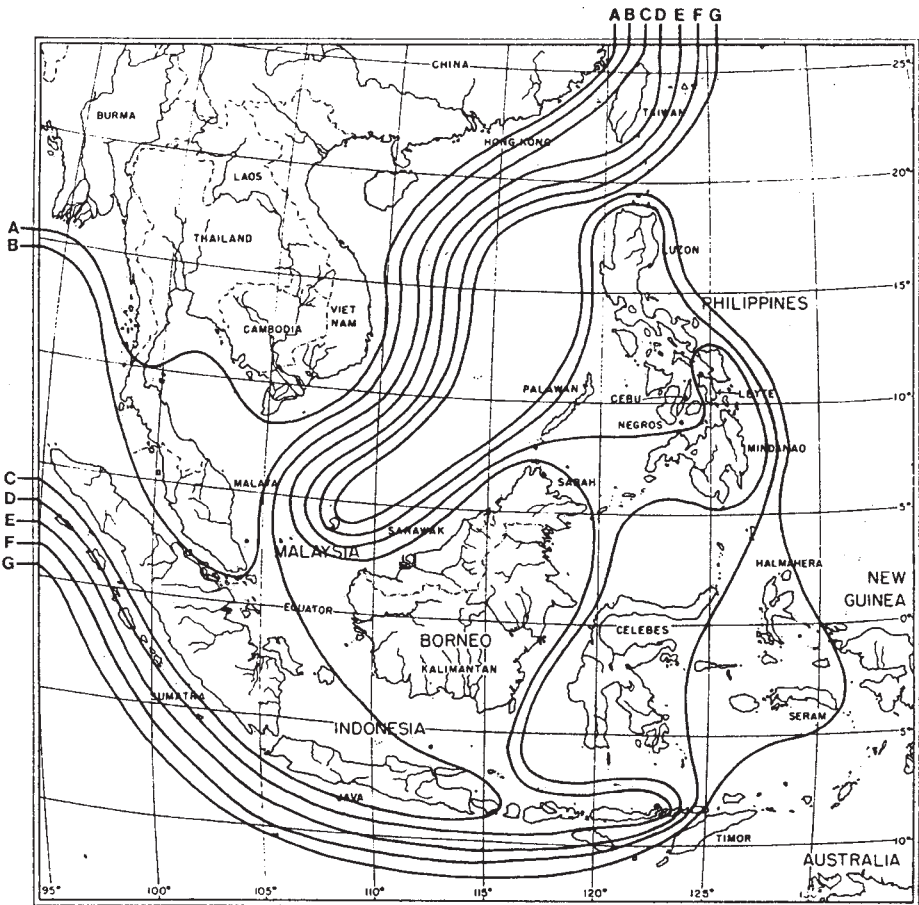 A B C D E F G
25°
CHINA
BURMA
TAIWAN
HONG KONG
LAOS
20°
A
B
THAILAND
LUZON
VIET
NAM
15°
PHILIPPINES
CAMBODIA
PALAWAN
CEBU
LEYTE
10°
NEGROS
MINDANAO
C
D
E
F
G
MALAYA
SABAH
SARAWAK
5°
MALAYSIA
HALMAHERA
NEW
GUINEA
EQUATOR
0°
BORNEO
CELEBES
KALIMANTAN
SUMATRA
SERAM
INDONESIA
5°
JAVA
TIMOR
10°
AUSTRALIA
95° 100° 105° 110° 115° 120° 125°